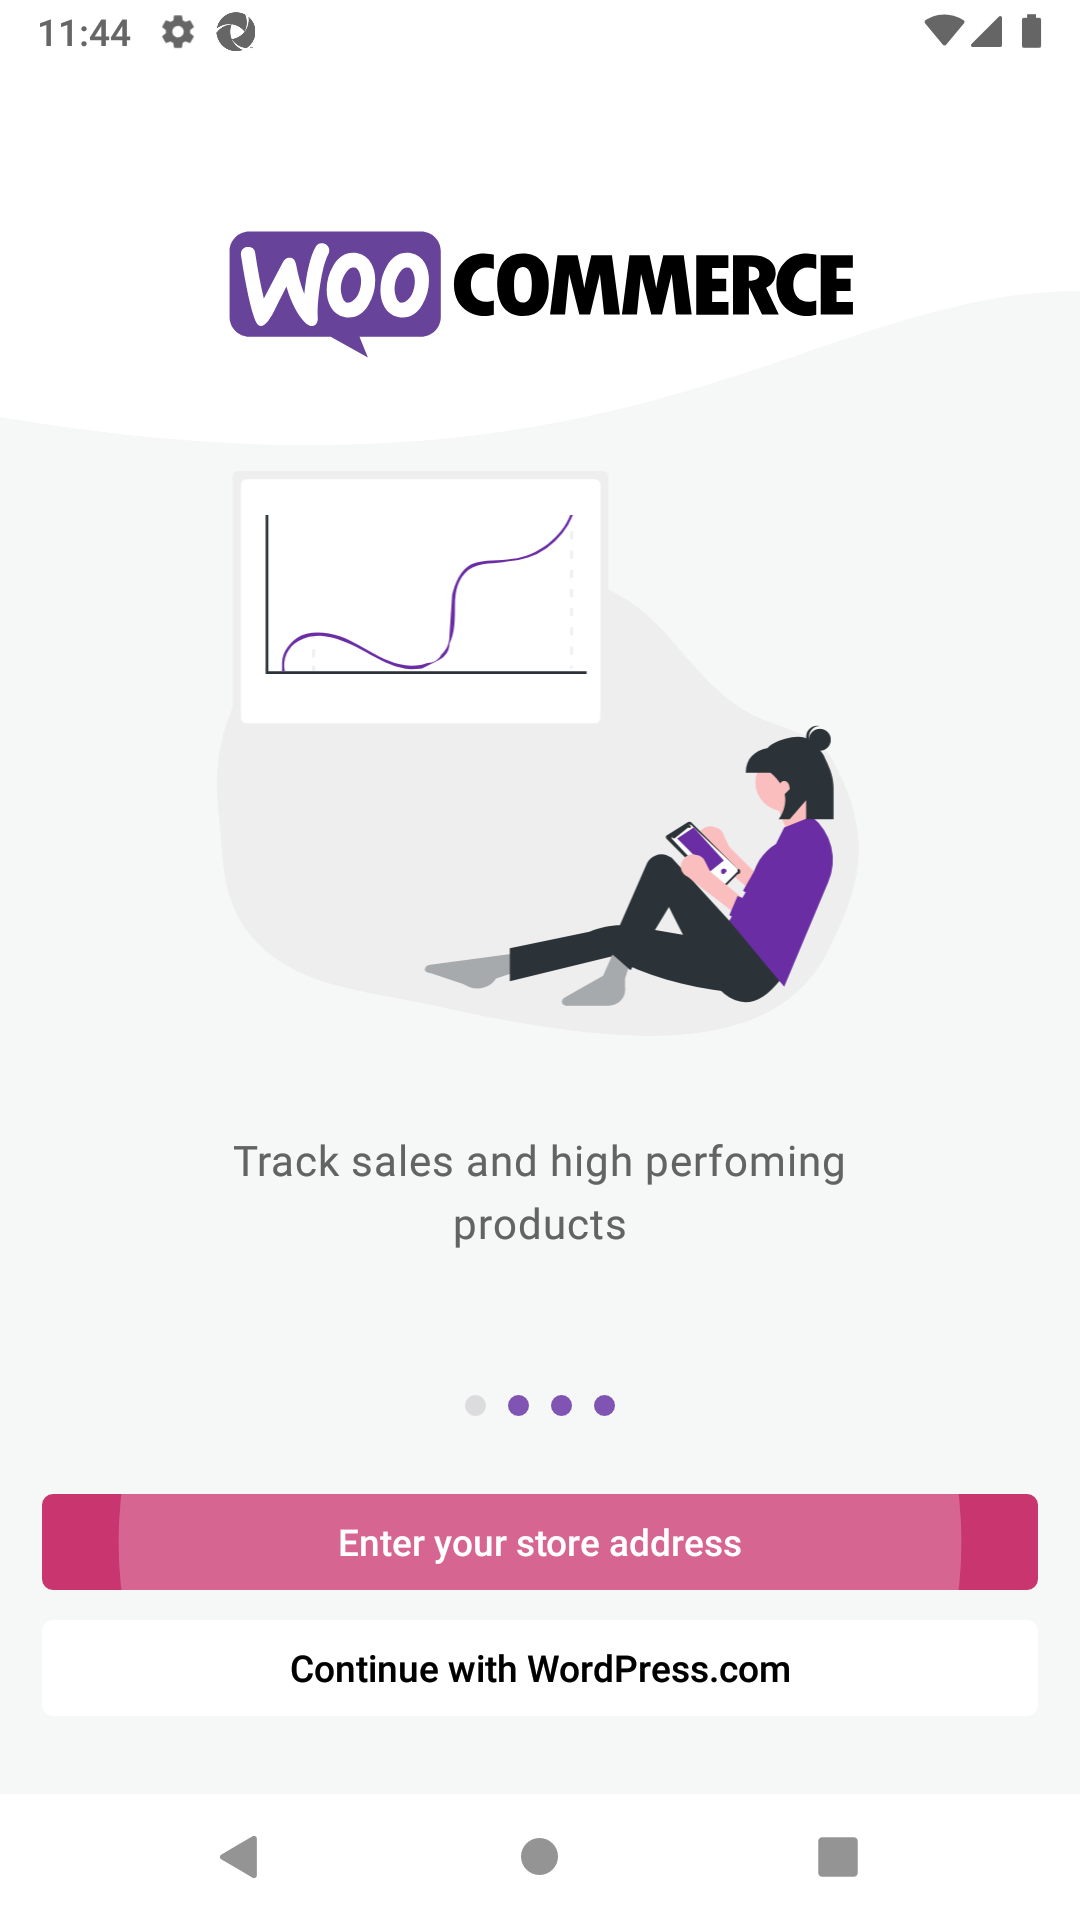 11:44
WOO COMMERCE
Track sales and high perfoming
products
Enter your store address
Continue with WordPress.com